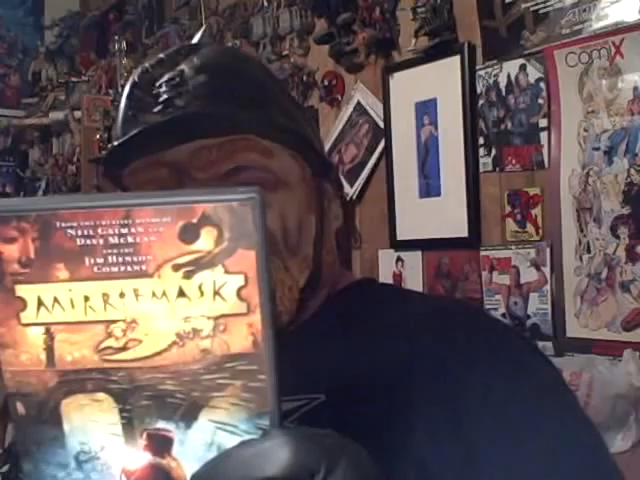 FROM THE CREATIVE MINDS OF
NEIL GAIMAN AND
DAVE MCKEAN
AND THE
JIM HENSON
COMPANY
MIRRORMASK
COMIX